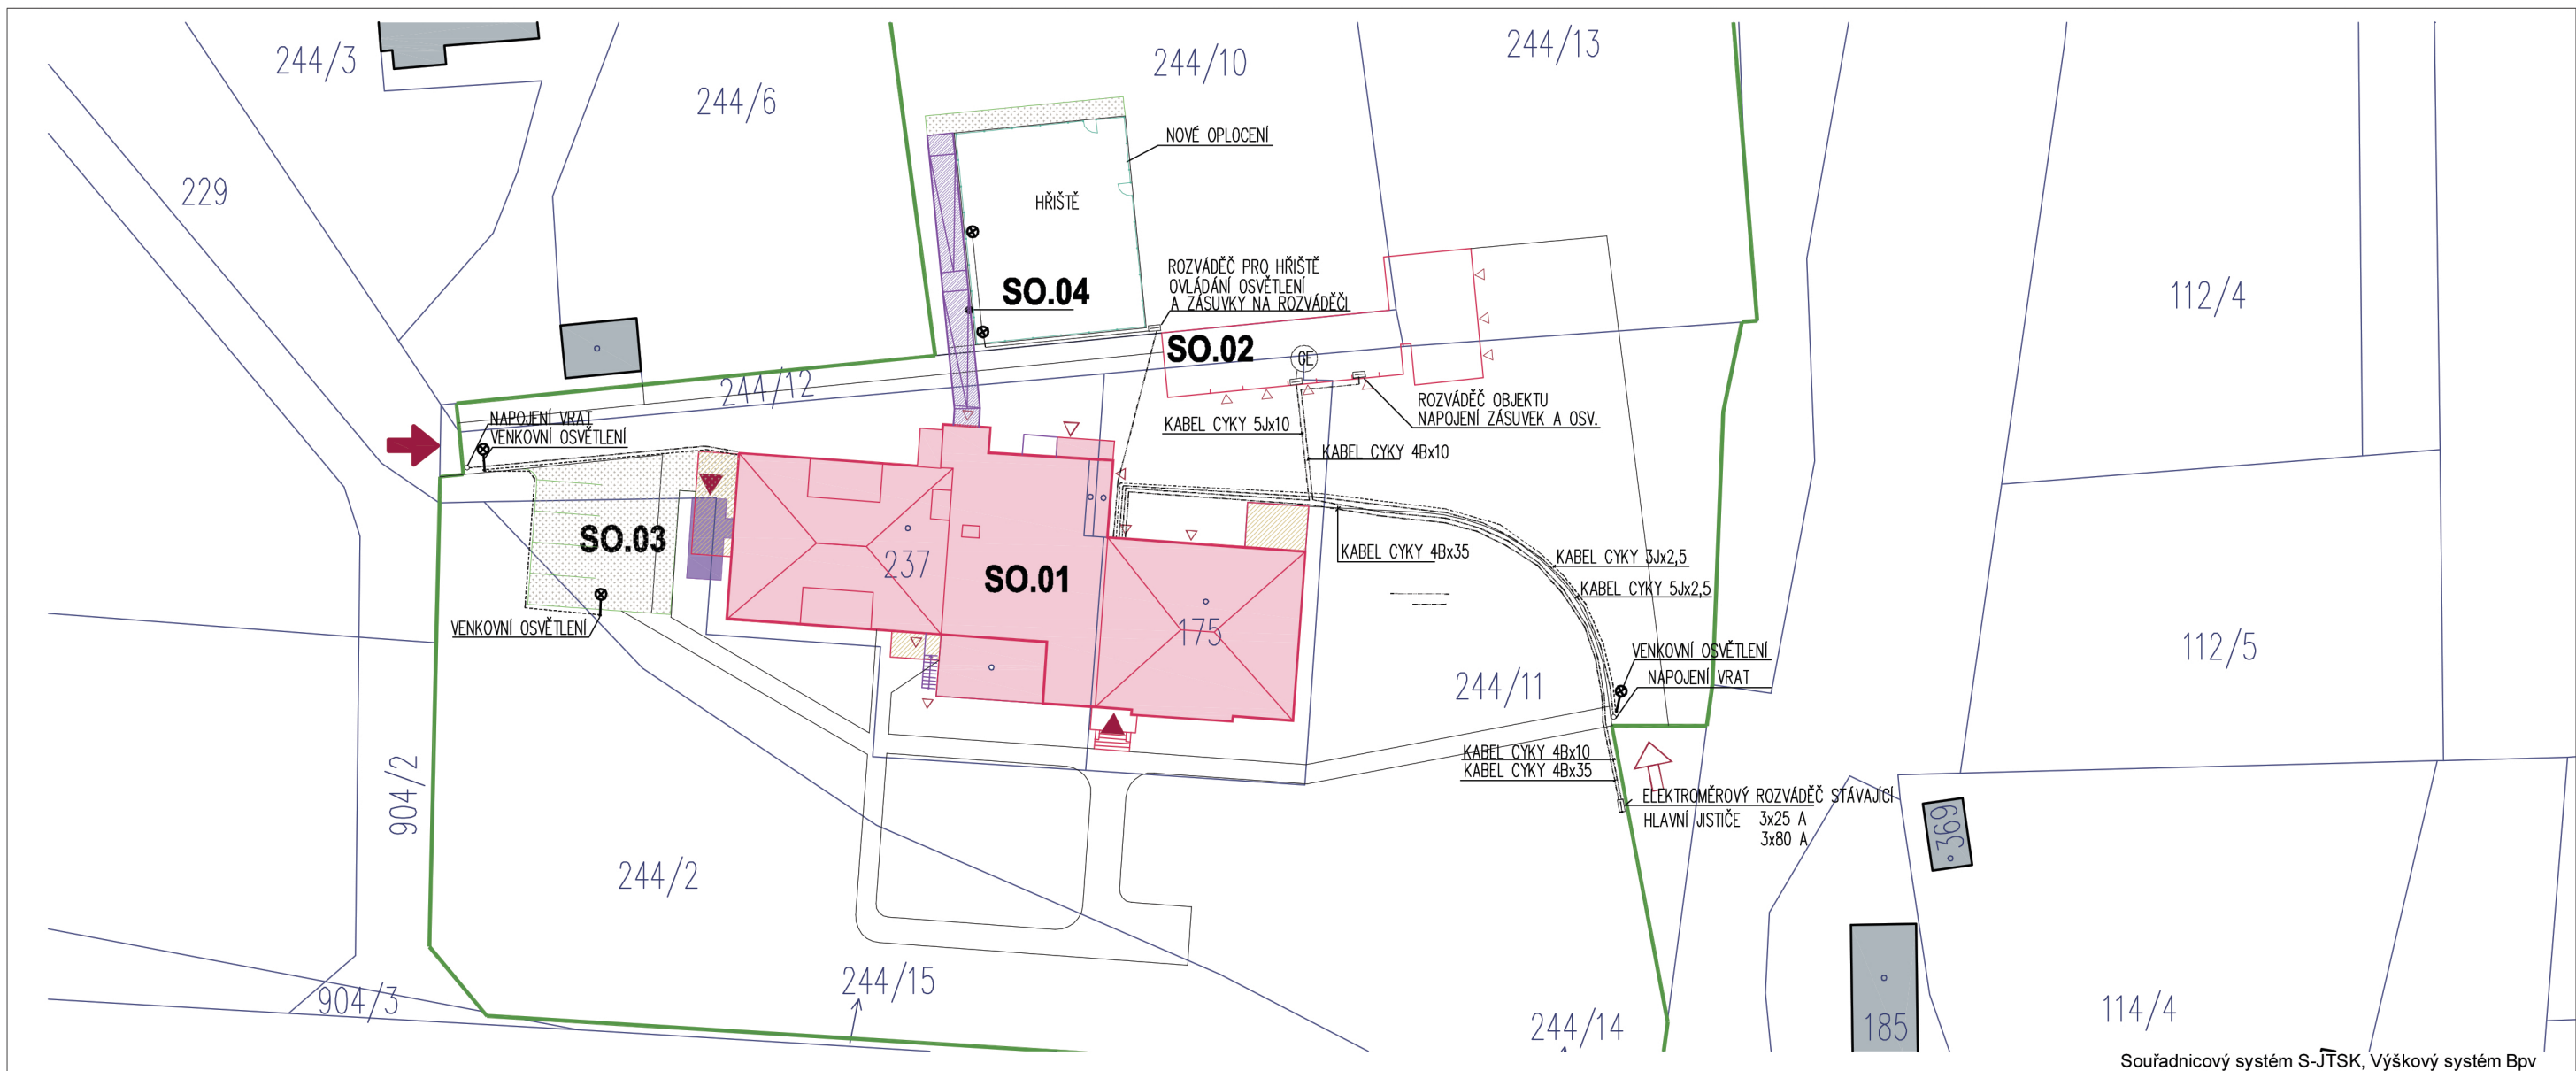 244/3
244/6
244/10
244/13
229
NOVÉ OPLOCENÍ
HŘIŠTĚ
ROZVÁDĚČ PRO HŘIŠTĚ
OVLÁDÁNÍ OSVĚTLENÍ
A ZÁSUVKY NA ROZVÁDĚČI
SO.04
112/4
SO.02
GE
244/12
ROZVÁDĚČ OBJEKTU
NAPOJENÍ ZÁSUVEK A OSV.
NAPOJENÍ VRAT
VENKOVNÍ OSVĚTLENÍ
KABEL CYKY 5Jx10
KABEL CYKY 4Bx10
SO.03
237
SO.01
KABEL CYKY 4Bx35
KABEL CYKY 3Jx2,5
KABEL CYKY 5Jx2,5
VENKOVNÍ OSVĚTLENÍ
175
VENKOVNÍ OSVĚTLENÍ
NAPOJENÍ VRAT
244/11
112/5
KABEL CYKY 4Bx10
KABEL CYKY 4Bx35
904/2
ELEKTROMĚROVÝ ROZVÁDĚČ STÁVAJÍCÍ
HLAVNÍ JISTIČE 3x25 A
3x80 A
369
244/2
244/15
904/3
244/14
185
114/4
Souřadnicový systém S-JTSK, Výškový systém Bpv